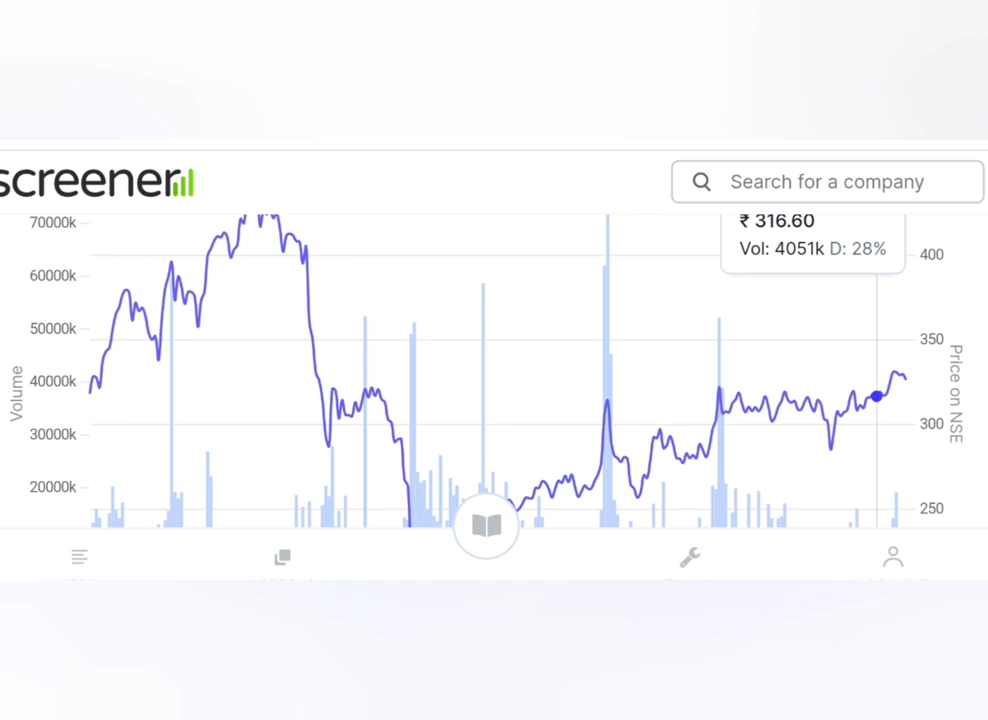 screener
Search for a company
₹ 316.60
Vol: 4051k D: 28%
70000k
60000k
50000k
40000k
30000k
20000k
Volume
400
350
300
250
Price on NSE